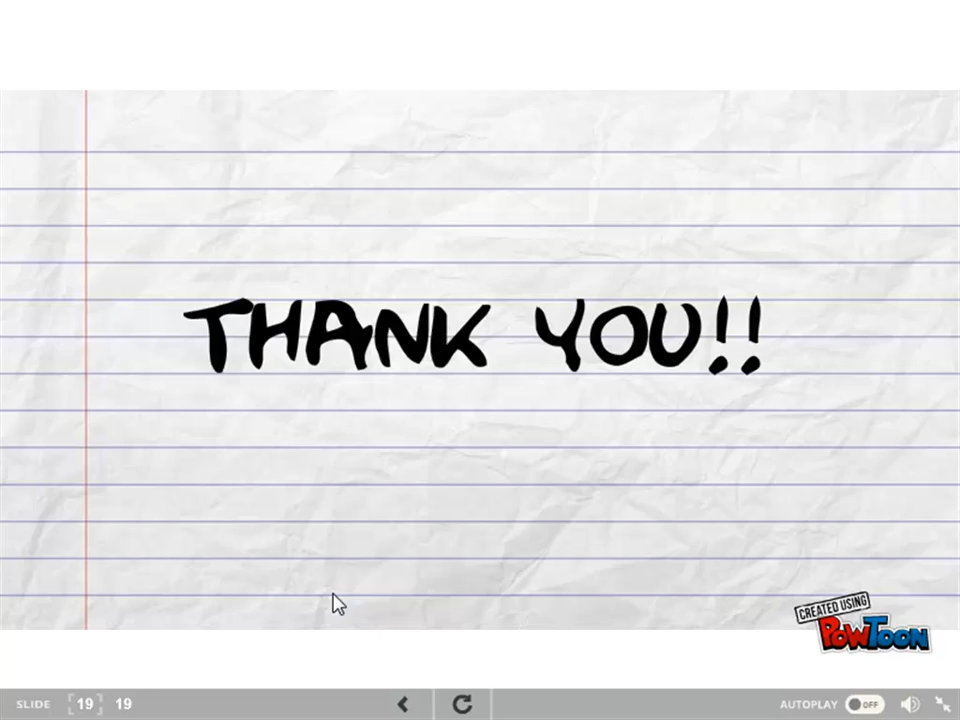 THANK YOU!!
CREATED USING
POWTOON
SLIDE 19 19
AUTOPLAY OFF